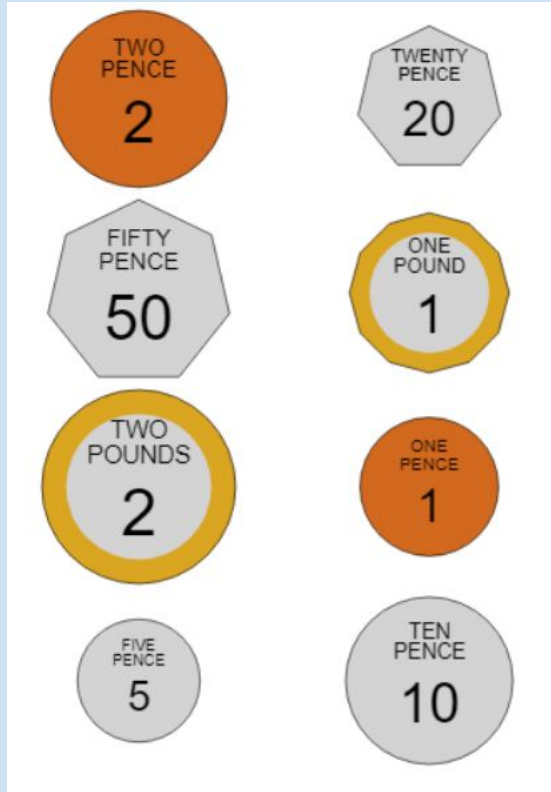 TWO
PENCE
2
TWENTY
PENCE
20
FIFTY
PENCE
50
ONE
POUND
1
TWO
POUNDS
2
ONE
PENCE
1
FIVE
PENCE
5
TEN
PENCE
10